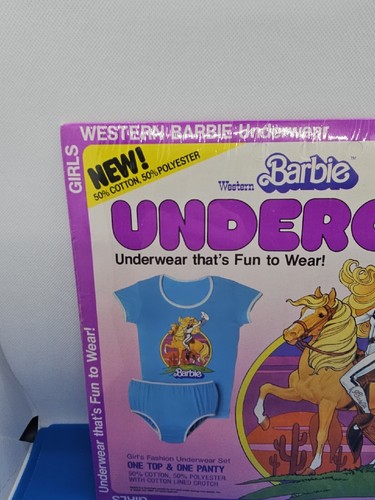 WESTERN BARBIE Underwear
GIRLS
NEW!
50% COTTON, 50% POLYESTER
Western Barbie
UNDERO
Underwear that's Fun to Wear!
Barbie
Underwear that's Fun to Wear!
Girl's Fashion Underwear Set
ONE TOP & ONE PANTY
50% COTTON, 50% POLYESTER
WITH COTTON LINED CROTCH
GIRLS